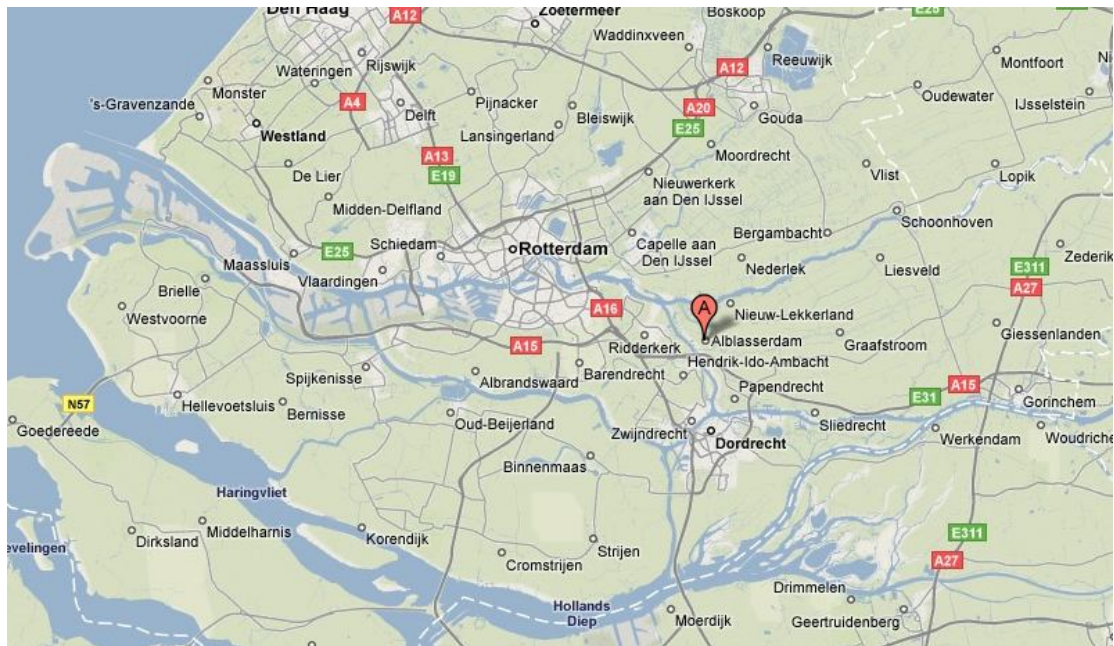 Den Haag
A12
Zoetermeer
Boskoop
E25
Waddinxveen
Rijswijk
A12
Reeuwijk
Montfoort
Wateringen
Monster
Oudewater
IJsselstein
's-Gravenzande
A4
Delft
Pijnacker
A20
Gouda
Westland
Lansingerland
Bleiswijk
E25
A13
Moordrecht
De Lier
E19
Vlist
Lopik
Nieuwerkerk
aan Den IJssel
Midden-Delfland
Schoonhoven
Schiedam
Rotterdam
Capelle aan
Den IJssel
Bergambacht
E25
Maassluis
Vlaardingen
Nederlek
Liesveld
Zederik
E311
A27
Brielle
Westvoorne
A16
A
Nieuw-Lekkerland
Giessenlanden
A15
Ridderkerk
Alblasserdam
Graafstroom
Hendrik-Ido-Ambacht
Spijkenisse
Albrandswaard
Barendrecht
Papendrecht
A15
E31
Gorinchem
N57
Hellevoetsluis
Bernisse
Oud-Beijerland
Sliedrecht
Goedereede
Zwijndrecht
Dordrecht
Werkendam
Woudriche
Binnenmaas
Haringvliet
Middelharnis
Dirksland
Korendijk
Strijen
E311
evelingen
Cromstrijen
A27
Drimmelen
Hollands
Diep
Moerdijk
Geertruidenberg